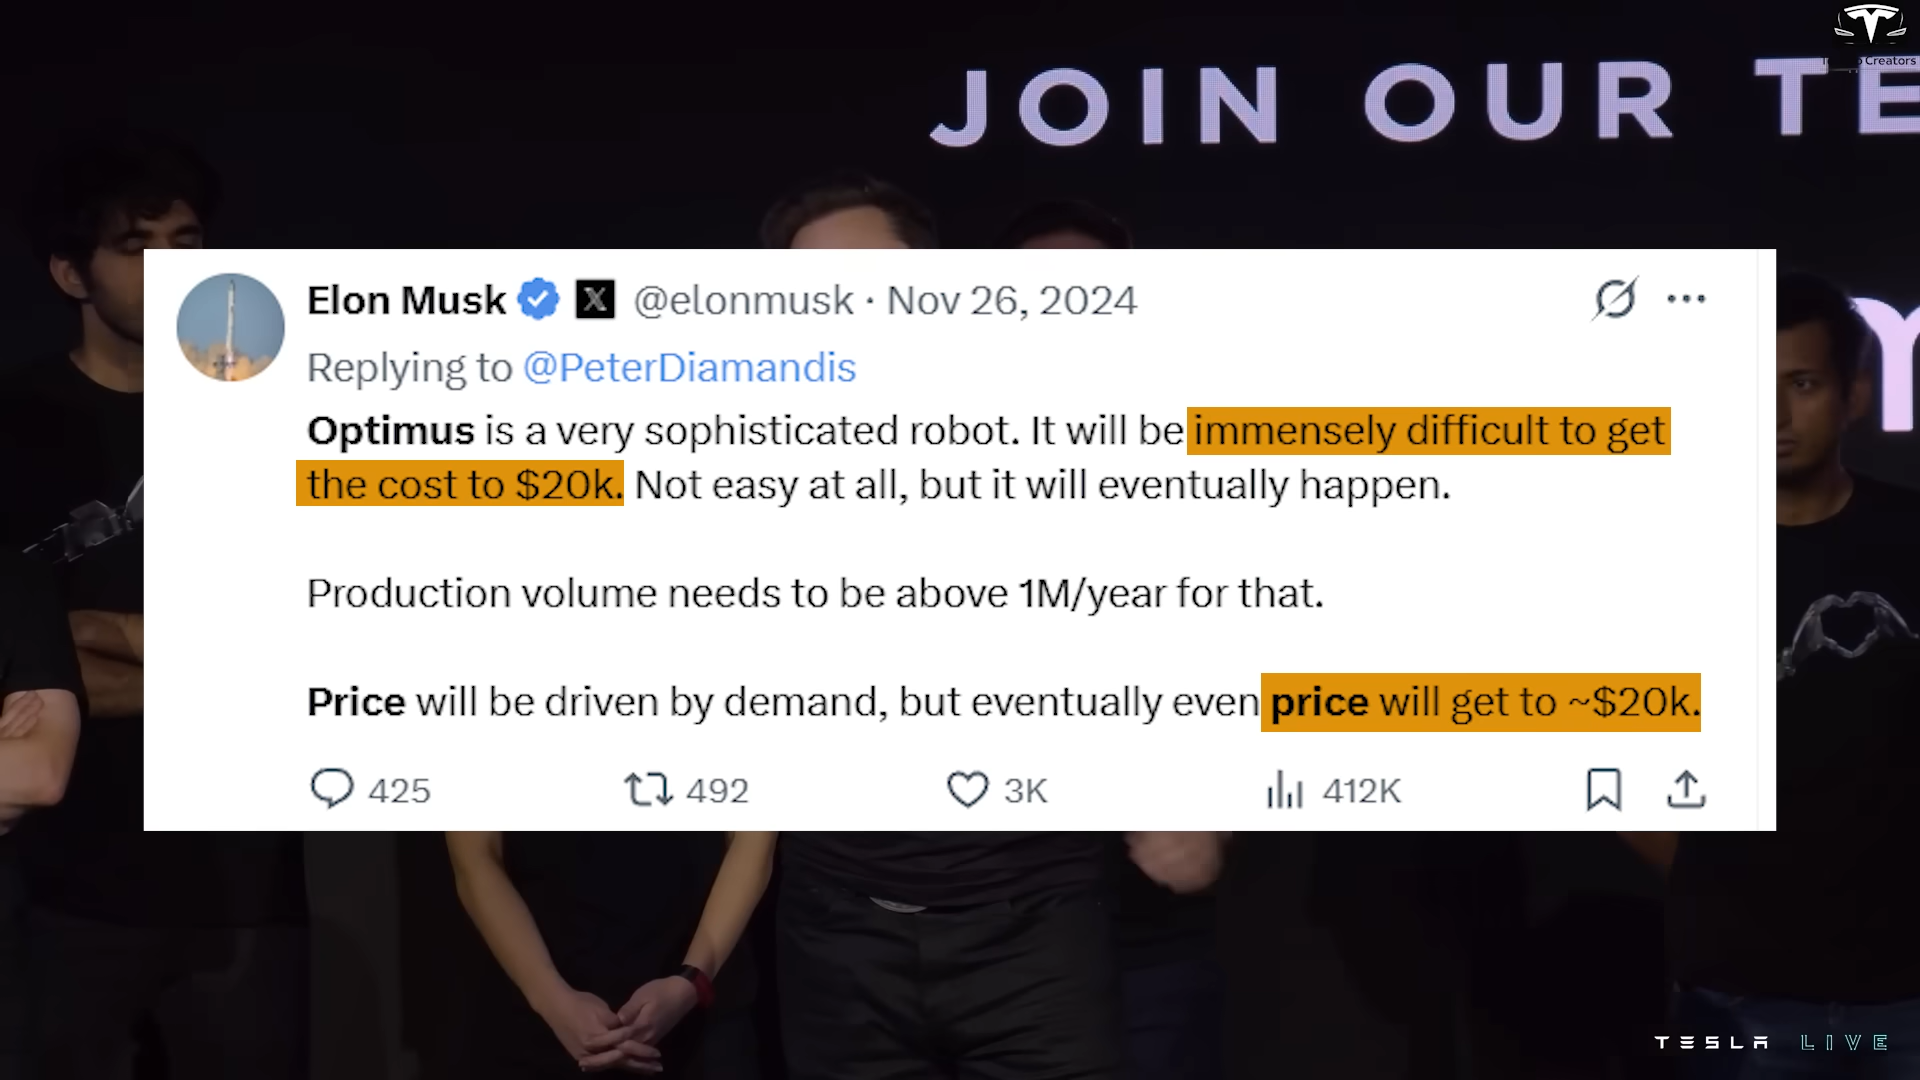 JOIN OUR TE
Creators
Elon Musk @elonmusk · Nov 26, 2024
Replying to @PeterDiamandis
Optimus is a very sophisticated robot. It will be immensely difficult to get
the cost to $20k. Not easy at all, but it will eventually happen.
Production volume needs to be above 1M/year for that.
Price will be driven by demand, but eventually even price will get to ~$20k.
425 492 3K 412K
TESLA LIVE